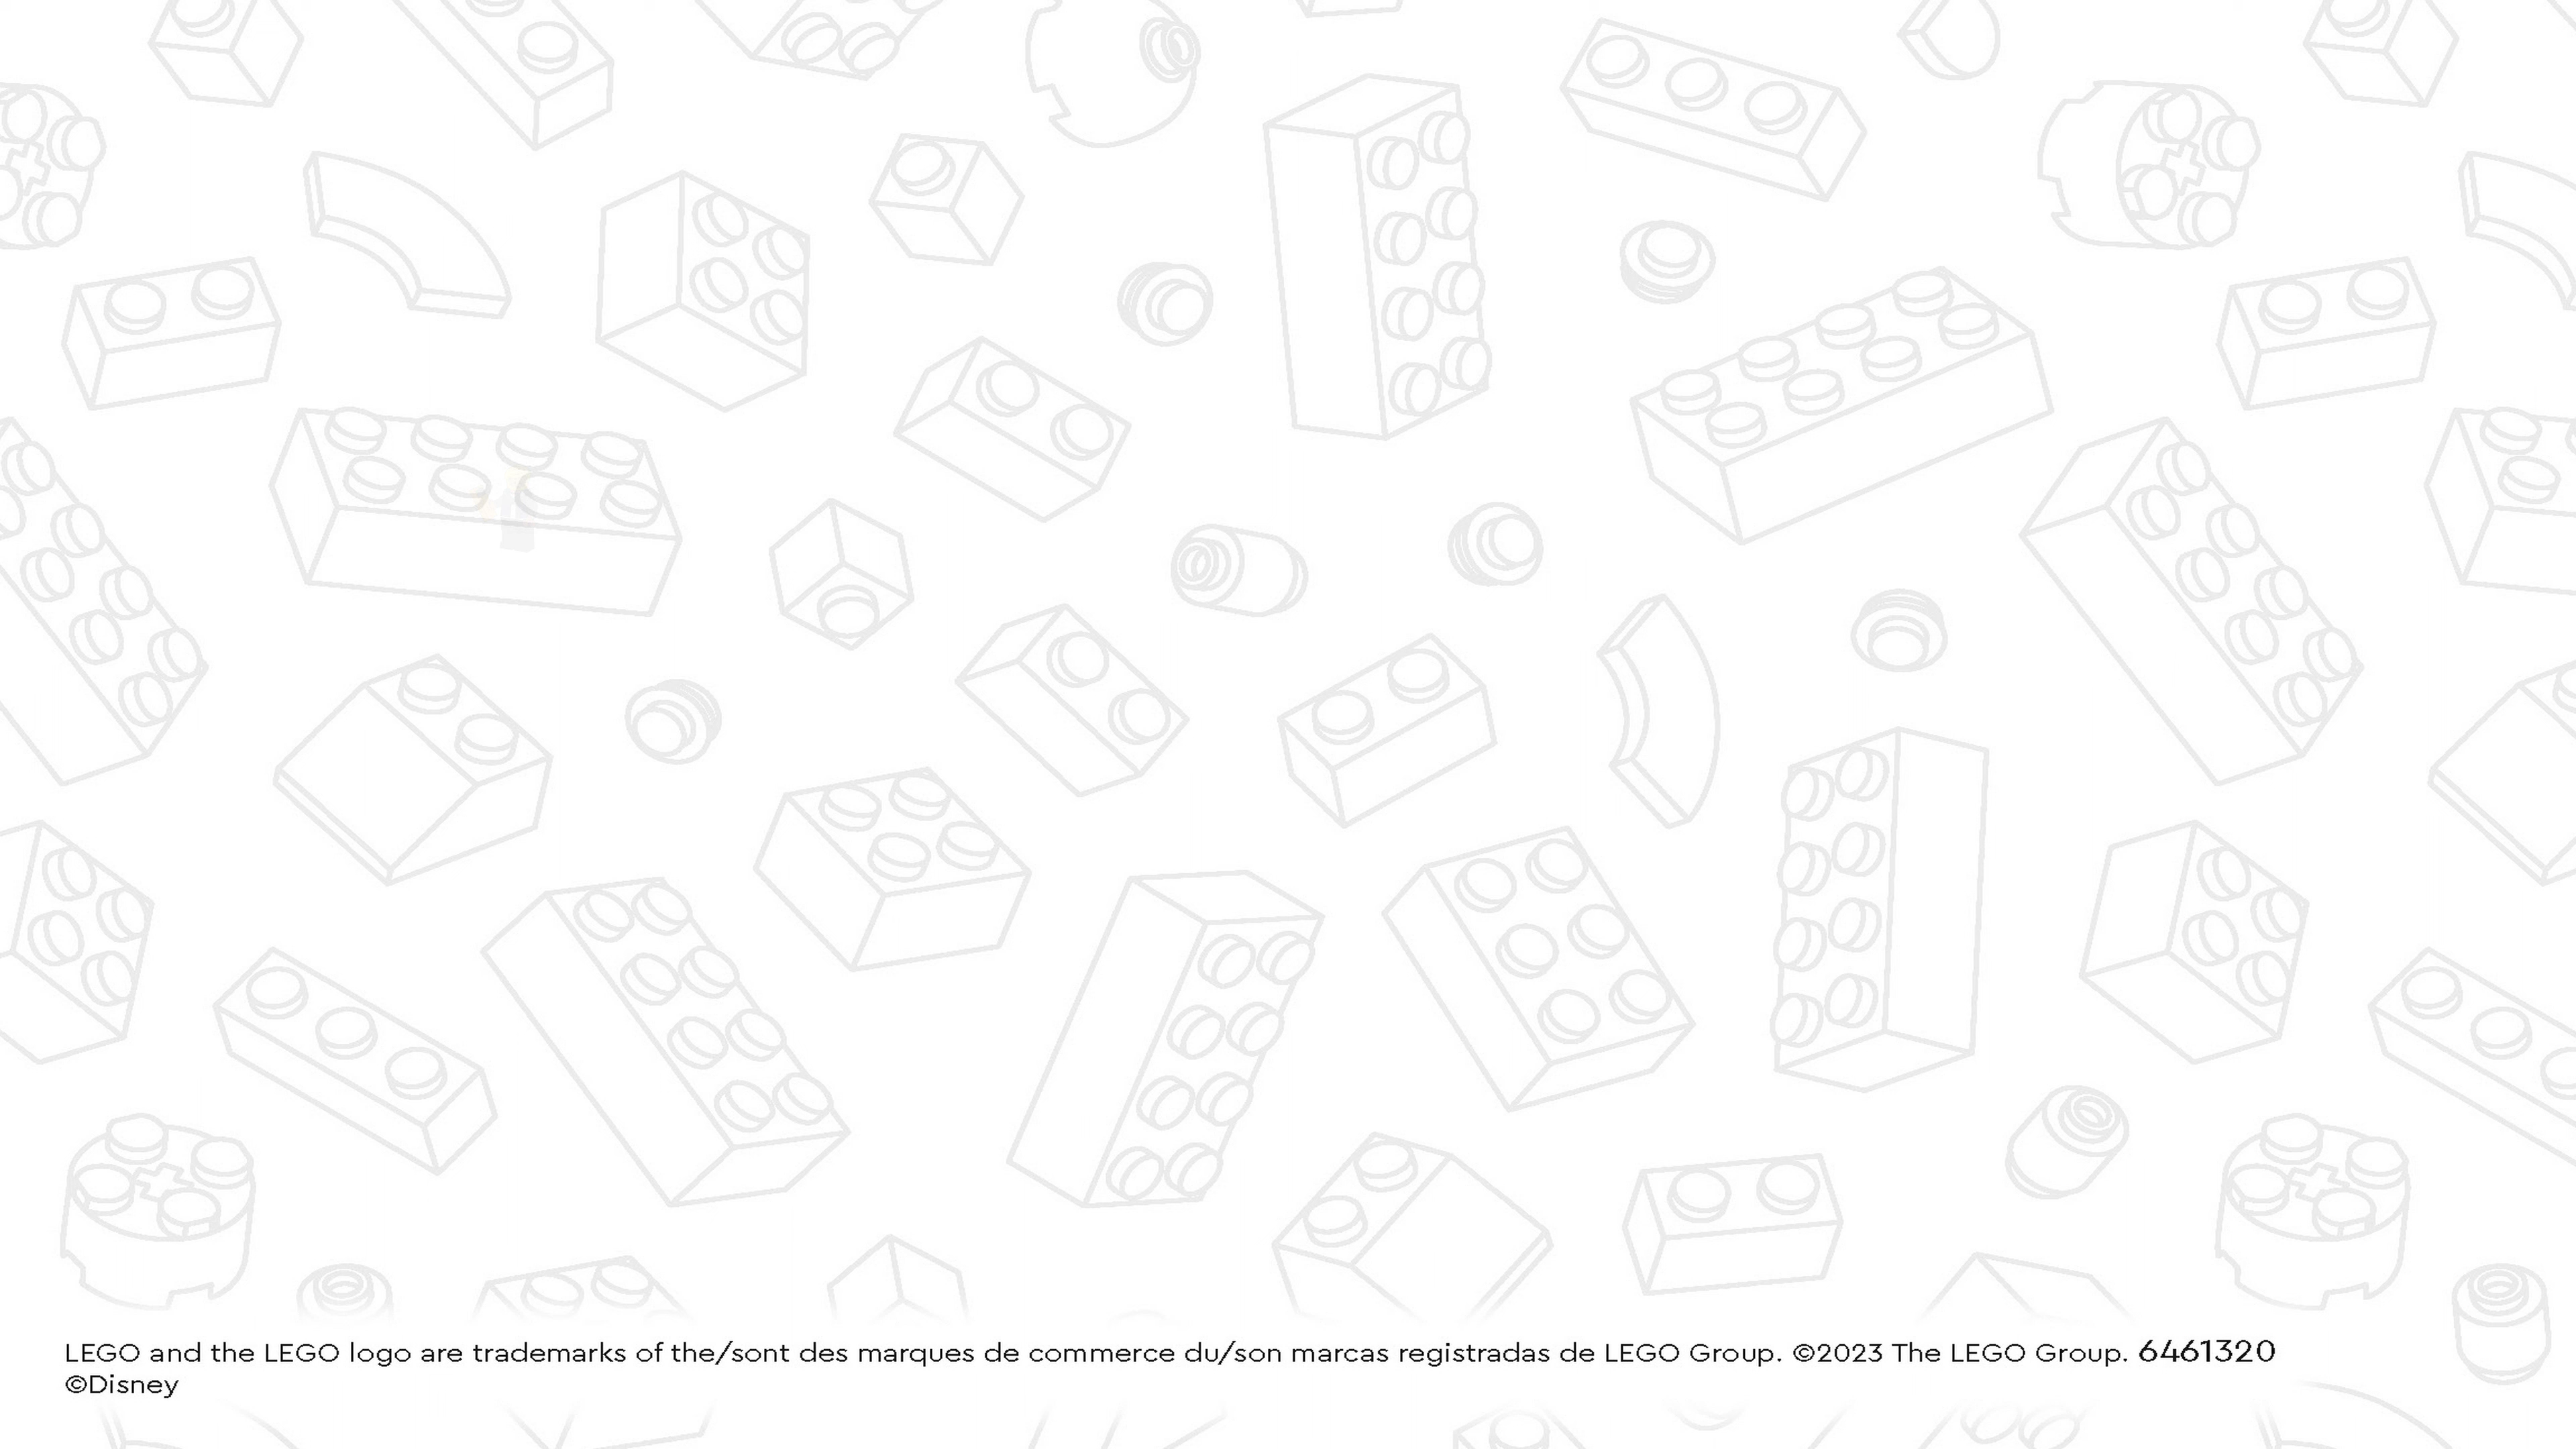 LEGO and the LEGO logo are trademarks of the/sont des marques de commerce du/son marcas registradas de LEGO Group. ©2023 The LEGO Group. 6461320
©Disney